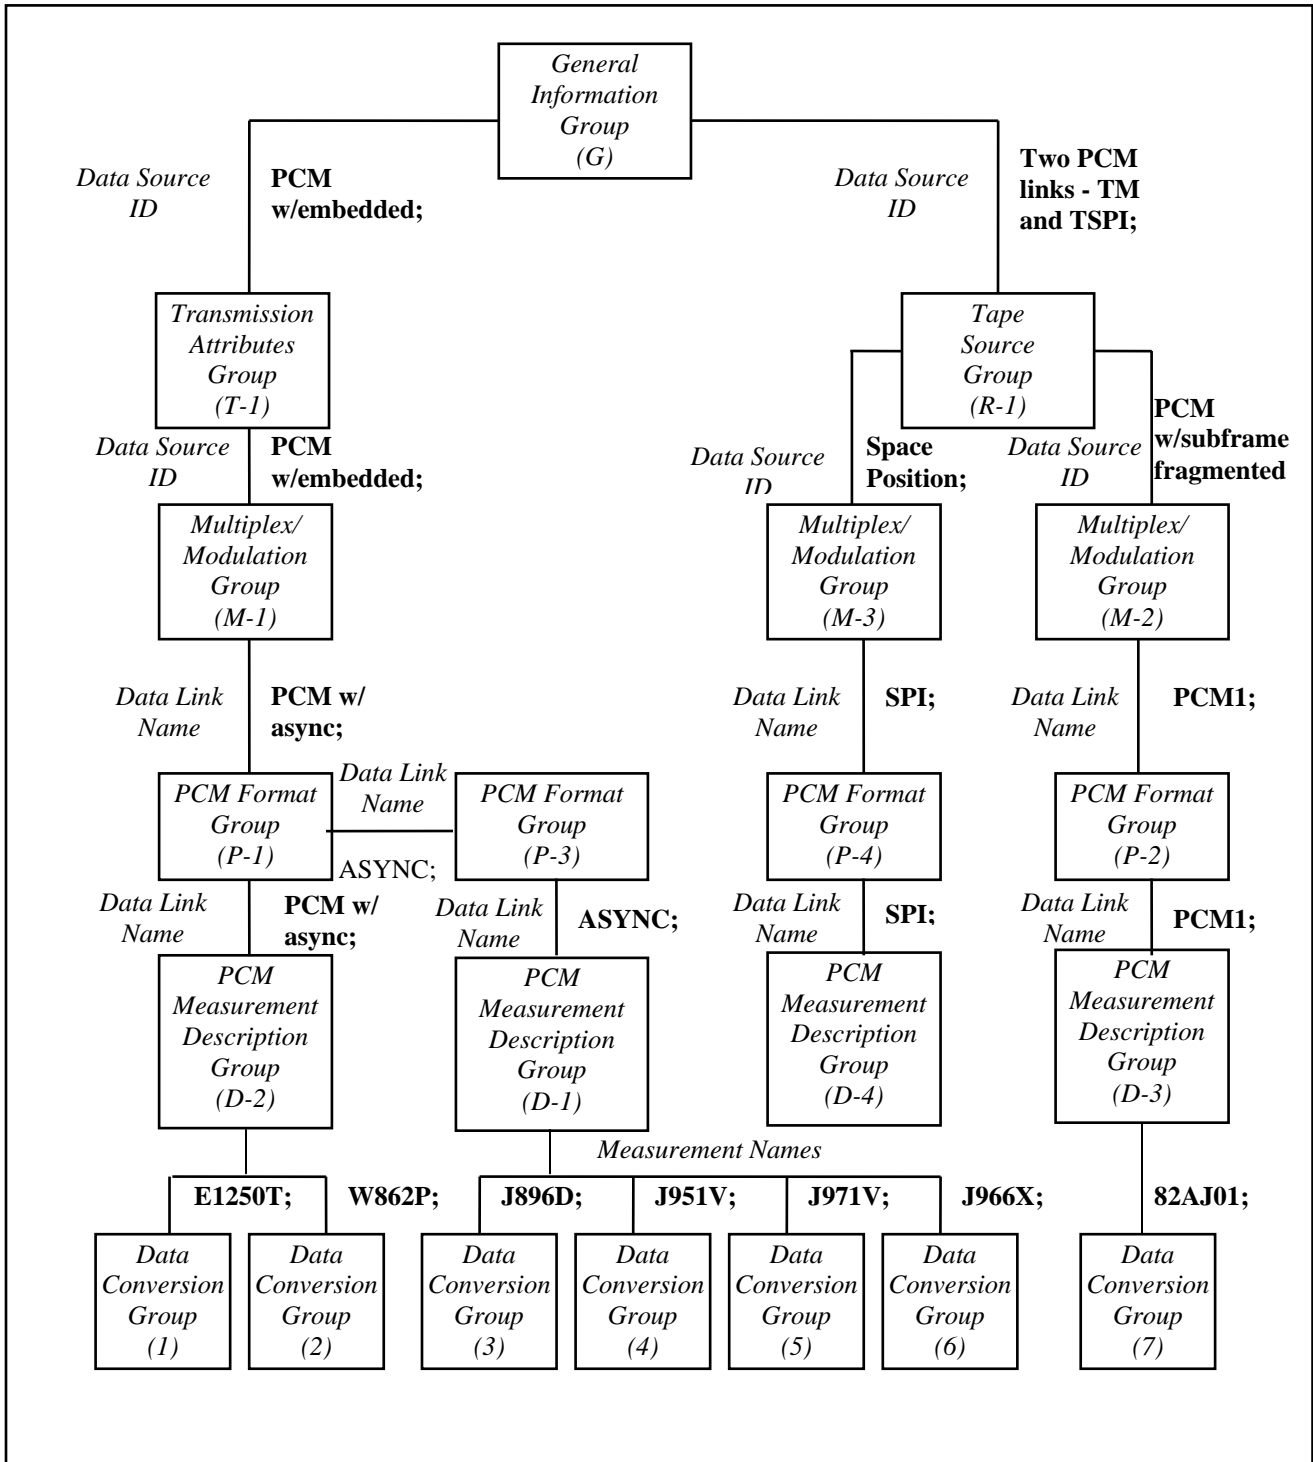 General
Information
Group
(G)
Data Source
ID
PCM
w/embedded;
Data Source
ID
Two PCM
links - TM
and TSPI;
Transmission
Attributes
Group
(T-1)
Tape
Source
Group
(R-1)
Data Source
ID
PCM
w/embedded;
Data Source
ID
Space
Position;
Data Source
ID
PCM
w/subframe
fragmented
Multiplex/
Modulation
Group
(M-1)
Multiplex/
Modulation
Group
(M-3)
Multiplex/
Modulation
Group
(M-2)
Data Link
Name
PCM w/
async;
Data Link
Name
SPI;
Data Link
Name
PCM1;
PCM Format
Group
(P-1)
Data Link
Name
ASYNC;
PCM Format
Group
(P-3)
PCM Format
Group
(P-4)
PCM Format
Group
(P-2)
Data Link
Name
PCM w/
async;
Data Link
Name
ASYNC;
Data Link
Name
SPI;
Data Link
Name
PCM1;
PCM
Measurement
Description
Group
(D-2)
PCM
Measurement
Description
Group
(D-1)
PCM
Measurement
Description
Group
(D-4)
PCM
Measurement
Description
Group
(D-3)
Measurement Names
E1250T;
W862P;
J896D;
J951V;
J971V;
J966X;
82AJ01;
Data
Conversion
Group
(1)
Data
Conversion
Group
(2)
Data
Conversion
Group
(3)
Data
Conversion
Group
(4)
Data
Conversion
Group
(5)
Data
Conversion
Group
(6)
Data
Conversion
Group
(7)